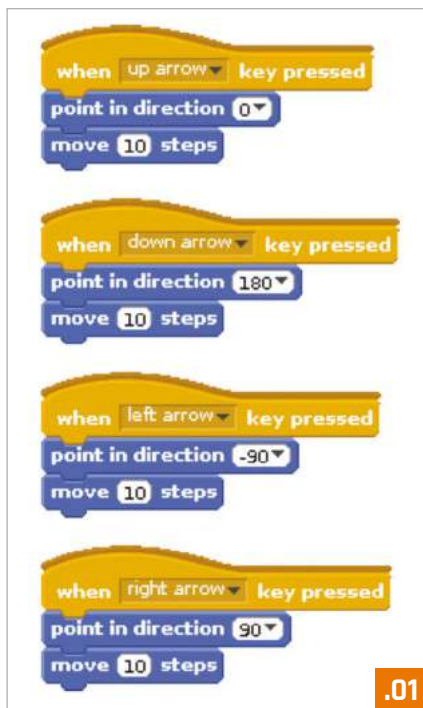 when up arrow key pressed
point in direction 0
move 10 steps
when down arrow key pressed
point in direction 180
move 10 steps
when left arrow key pressed
point in direction -90
move 10 steps
when right arrow key pressed
point in direction 90
move 10 steps
.01